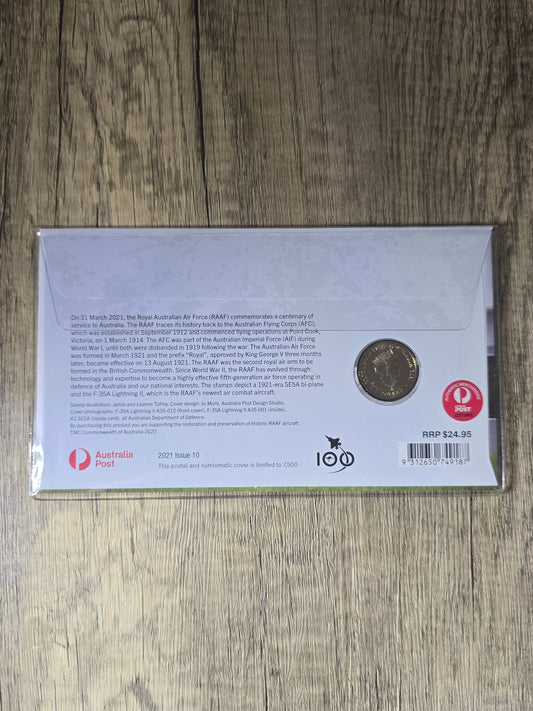 On 31 March 2021, the Royal Australian Air Force (RAAF) commemorates a centenary of
service to Australia. The RAAF traces its history back to the Australian Flying Corps (AFC),
which was established in September 1912 and commenced flying operations at Point Cook,
Victoria, on 1 March 1914. The AFC was part of the Australian Imperial Force (AIF) during
World War I, until both were disbanded in 1919 following the war. The Australian Air Force
was formed in March 1921 and the prefix "Royal", approved by King George V three months
later, became effective on 13 August 1921. The RAAF was the second royal air arm to be
formed in the British Commonwealth. Since World War II, the RAAF has evolved through
technology and expertise to become a highly effective fifth-generation air force operating in
defence of Australia and our national interests. The stamps depict a 1921-era SE5A bi-plane
and the F-35A Lightning II, which is the RAAF's newest air combat aircraft.
Stamp illustration: Jamie and Leanne Tufrey. Cover design: Jo Muré, Australia Post Design Studio.
Cover photographs: F-35A Lightning II A35-015 (front cover), F-35A Lightning II A35-001 (inside),
A2 SE5A (inside card), all Australian Department of Defence.
By purchasing this product you are supporting the restoration and preservation of historic RAAF aircraft.
TMC Commonwealth of Australia 2020
Australia
Post
2021 Issue 10
This postal and numismatic cover is limited to 7,500
100
POST
RRP $24.95
9 312650 749187